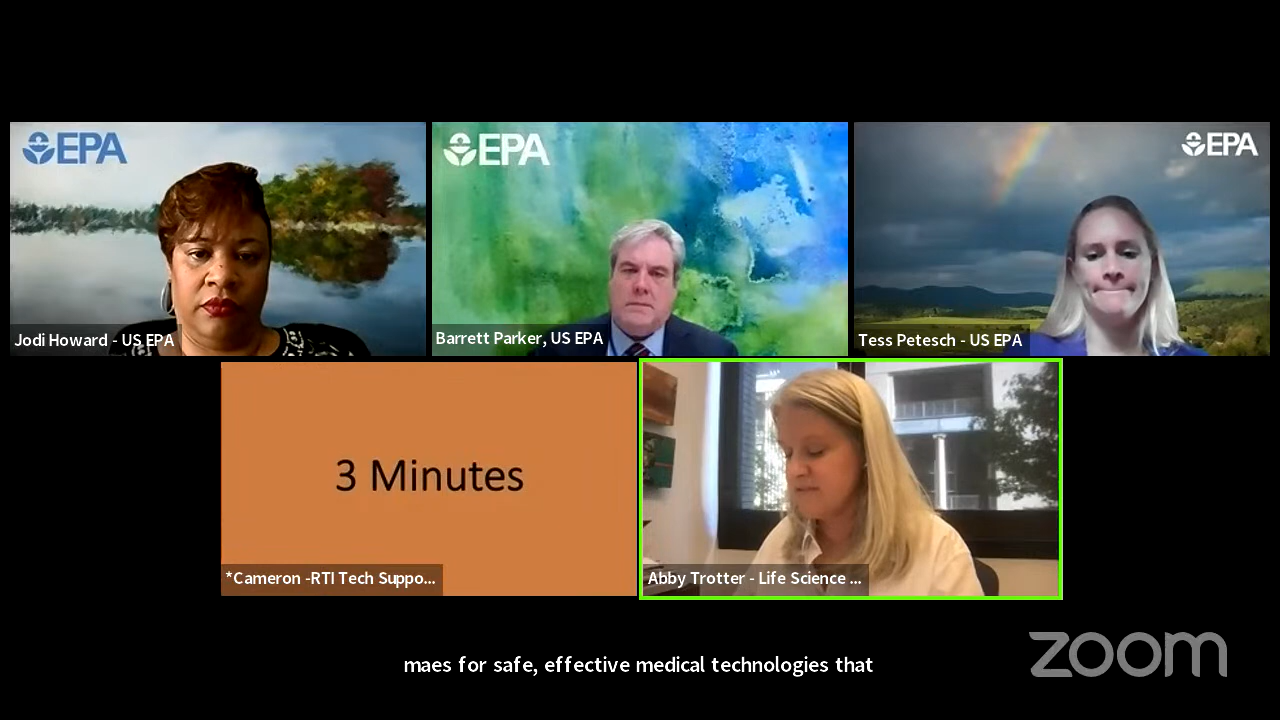 EPA
EPA
EPA
Jodi Howard - US EPA
Barrett Parker, US EPA
Tess Petesch - US EPA
3 Minutes
*Cameron -RTI Tech Suppo...
Abby Trotter - Life Science ...
maes for safe, effective medical technologies that
zoom